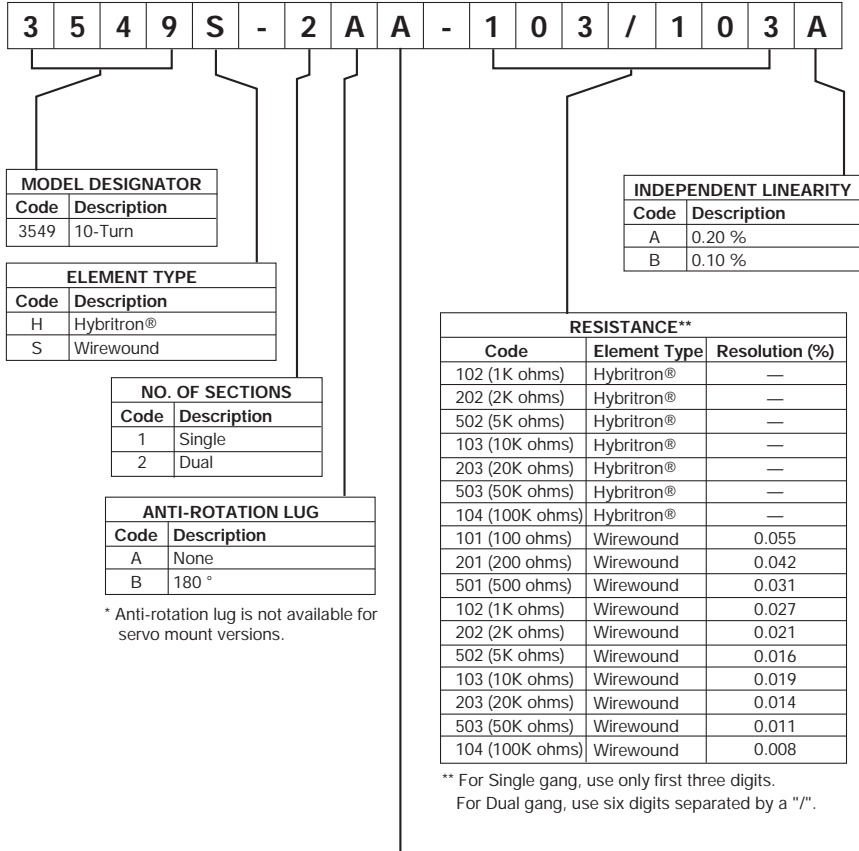 3 5 4 9 S - 2 A A - 1 0 3 / 1 0 3 A
MODEL DESIGNATOR
Code Description
3549 10-Turn
ELEMENT TYPE
Code Description
H Hybritron®
S Wirewound
NO. OF SECTIONS
Code Description
1 Single
2 Dual
ANTI-ROTATION LUG
Code Description
A None
B 180 °
* Anti-rotation lug is not available for
servo mount versions.
INDEPENDENT LINEARITY
Code Description
A 0.20 %
B 0.10 %
RESISTANCE**
Code Element Type Resolution (%)
102 (1K ohms) Hybritron® —
202 (2K ohms) Hybritron® —
502 (5K ohms) Hybritron® —
103 (10K ohms) Hybritron® —
203 (20K ohms) Hybritron® —
503 (50K ohms) Hybritron® —
104 (100K ohms) Hybritron® —
101 (100 ohms) Wirewound 0.055
201 (200 ohms) Wirewound 0.042
501 (500 ohms) Wirewound 0.031
102 (1K ohms) Wirewound 0.027
202 (2K ohms) Wirewound 0.021
502 (5K ohms) Wirewound 0.016
103 (10K ohms) Wirewound 0.019
203 (20K ohms) Wirewound 0.014
503 (50K ohms) Wirewound 0.011
104 (100K ohms) Wirewound 0.008
** For Single gang, use only first three digits.
For Dual gang, use six digits separated by a "/".